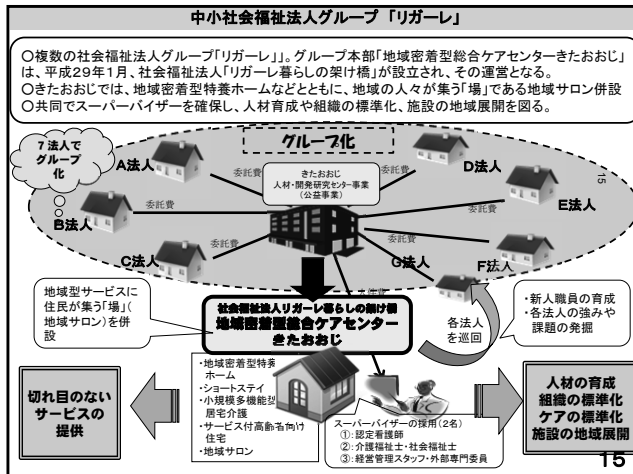 中小社会福祉法人グループ 「リガーレ」
○複数の社会福祉法人グループ「リガーレ」」。グループ本部「地域密着型総合ケアセンターきたおおじ」
は、平成29年1月、社会福祉法人「リガーレ暮らしの架け橋」が設立され、その運営となる。
○きたおおじでは、地域密着型特養ホームなどとともに、地域の人々が集う「場」である地域サロン併設
○共同でスーパーバイザーを確保し、人材育成や組織の標準化、施設の地域展開を図る。
7法人で
グループ
化
グループ化
A法人
B法人
C法人
D法人
E法人
F法人
G法人
委託費
委託費
委託費
委託費
委託費
委託費
きたおおじ
人材・開発研究センター事業
(公益事業)
15
地域型サービスに
住民が集う「場」(
地域サロン)を併
設
社会福祉法人リガーレ暮らしの架け橋
地域密着型総合ケアセンター
きたおおじ
各法人
を巡回
・新人職員の育成
・各法人の強みや
課題の発掘
切れ目のない
サービスの
提供
・地域密着型特養
ホーム
・ショートステイ
・小規模多機能型
居宅介護
・サービス付高齢者向け
住宅
・地域サロン
スーパーバイザーの採用(2名)
①:認定看護師
②:介護福祉士・社会福祉士
③:経営管理スタッフ・外部専門委員
人材の育成
組織の標準化
ケアの標準化
施設の地域展開
15